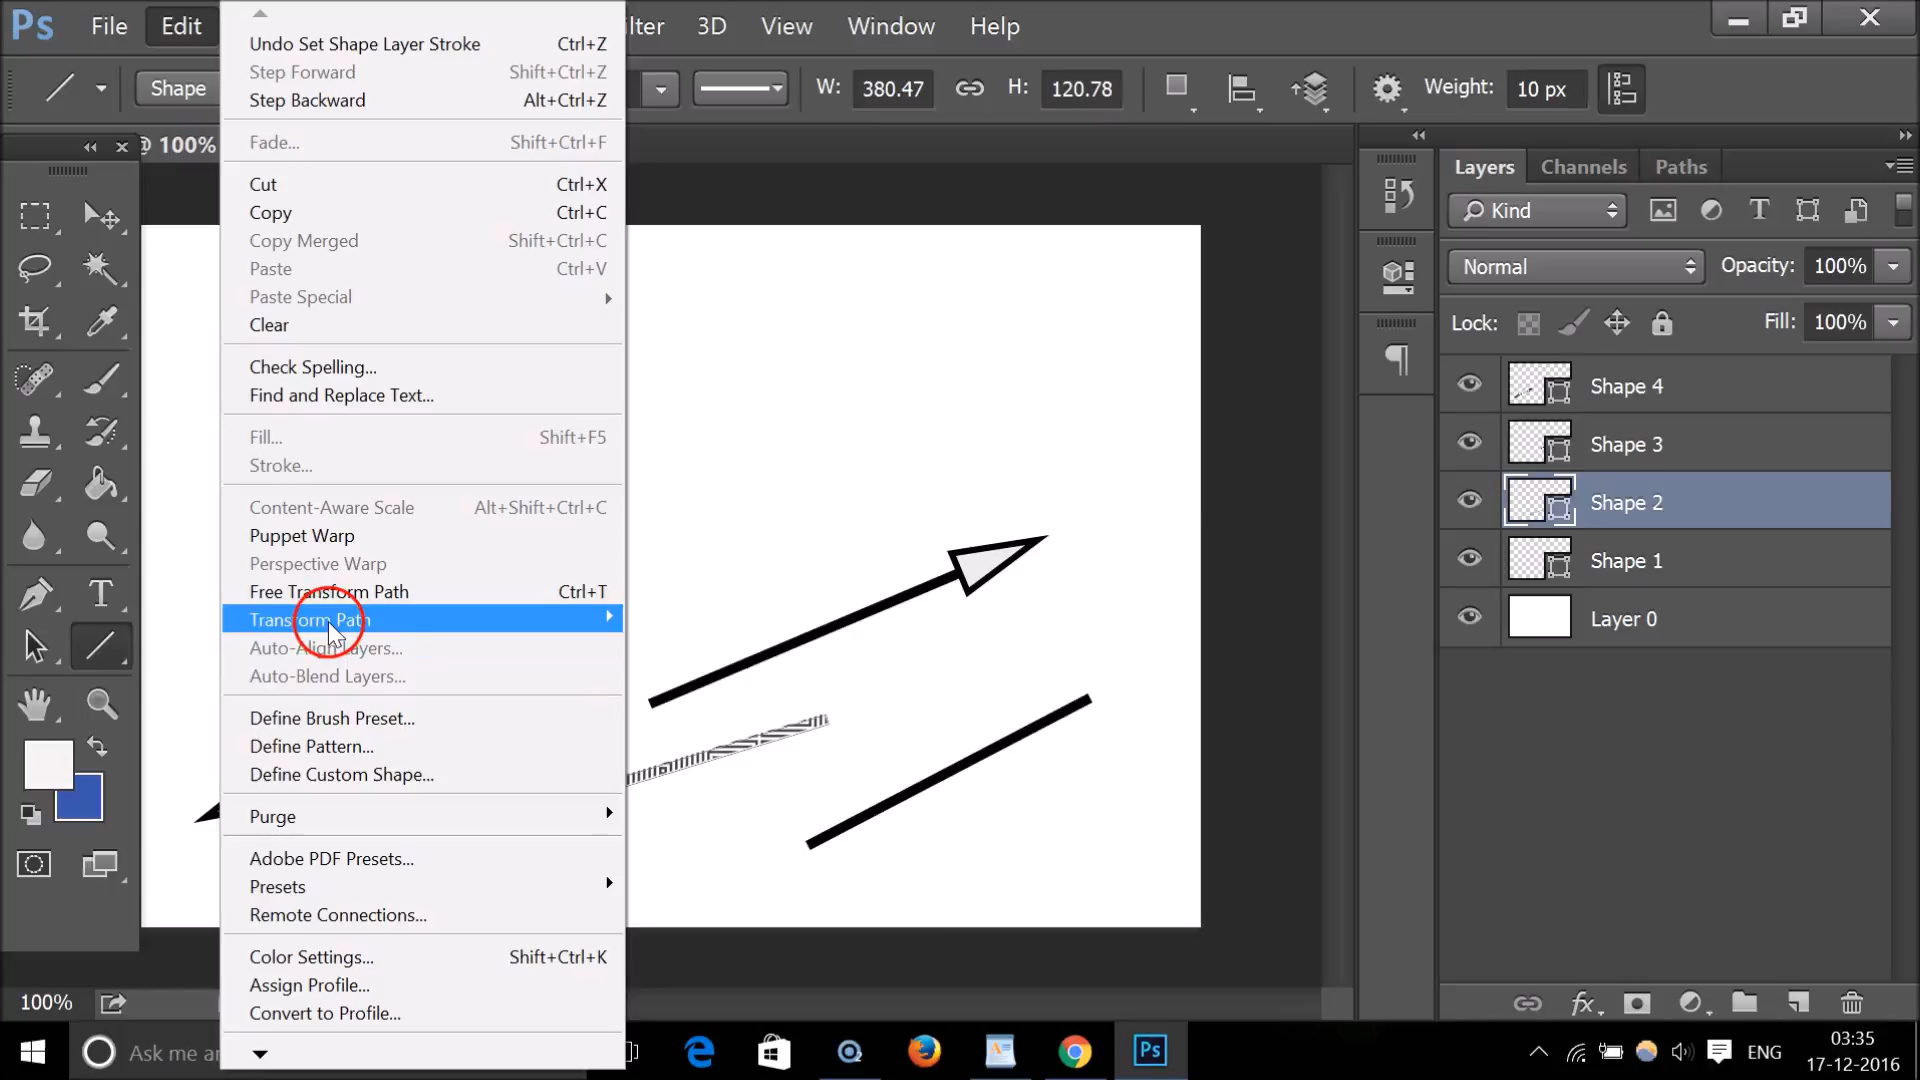 Ps File Edit ilter 3D View Window Help
Shape W: 380.47 H: 120.78 Weight: 10 px
@ 100%
Undo Set Shape Layer Stroke Ctrl+Z
Step Forward Shift+Ctrl+Z
Step Backward Alt+Ctrl+Z
Fade... Shift+Ctrl+F
Cut Ctrl+X
Copy Ctrl+C
Copy Merged Shift+Ctrl+C
Paste Ctrl+V
Paste Special
Clear
Check Spelling...
Find and Replace Text...
Fill... Shift+F5
Stroke...
Content-Aware Scale Alt+Shift+Ctrl+C
Puppet Warp
Perspective Warp
Free Transform Path Ctrl+T
Transform Path
Auto-Align Layers...
Auto-Blend Layers...
Define Brush Preset...
Define Pattern...
Define Custom Shape...
Purge
Adobe PDF Presets...
Presets
Remote Connections...
Color Settings... Shift+Ctrl+K
Assign Profile...
Convert to Profile...
Layers Channels Paths
Kind
Normal Opacity: 100%
Lock: Fill: 100%
Shape 4
Shape 3
Shape 2
Shape 1
Layer 0
fx
100%
Ask me an
Ps
ENG
03:35
17-12-2016